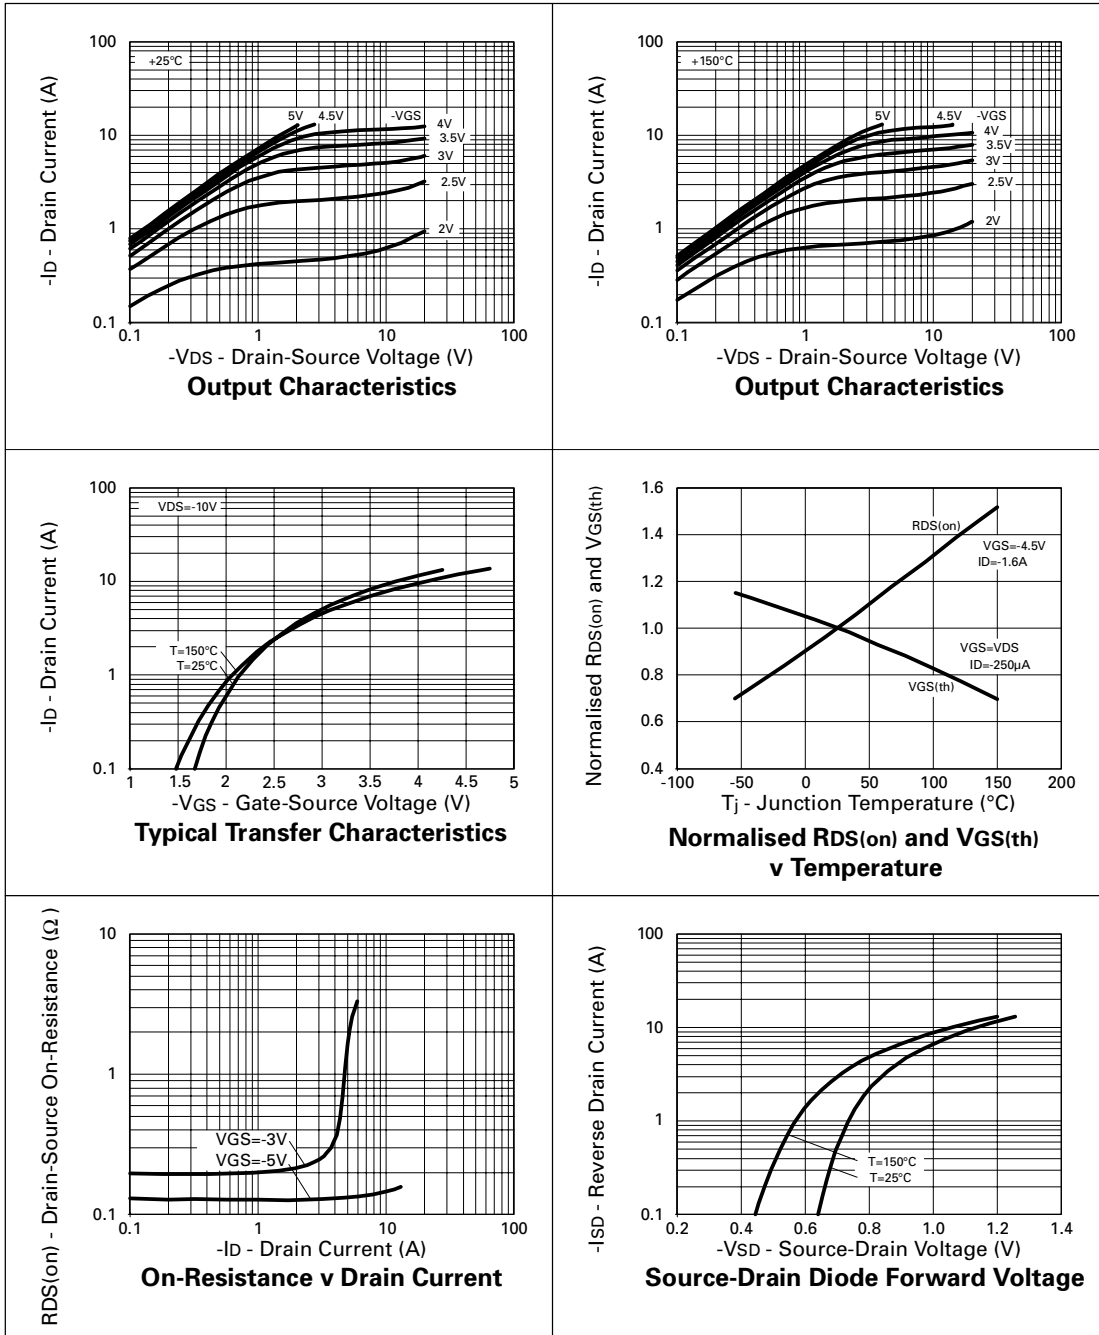 -ID - Drain Current (A)
100
10
1
0.1
+25°C
5V 4.5V -VGS
4V
3.5V
3V
2.5V
2V
0.1 1 10 100
-VDS - Drain-Source Voltage (V)
Output Characteristics
-ID - Drain Current (A)
100
10
1
0.1
+150°C
5V 4.5V -VGS
4V
3.5V
3V
2.5V
2V
0.1 1 10 100
-VDS - Drain-Source Voltage (V)
Output Characteristics
-ID - Drain Current (A)
100
10
1
0.1
VDS=-10V
T=150°C
T=25°C
1 1.5 2 2.5 3 3.5 4 4.5 5
-VGS - Gate-Source Voltage (V)
Typical Transfer Characteristics
Normalised RDS(on) and VGS(th)
1.6
1.4
1.2
1.0
0.8
0.6
0.4
RDS(on)
VGS=-4.5V
ID=-1.6A
VGS=VDS
ID=-250µA
VGS(th)
-100 -50 0 50 100 150 200
Tj - Junction Temperature (°C)
Normalised RDS(on) and VGS(th)
v Temperature
RDS(on) - Drain-Source On-Resistance (Ω)
10
1
0.1
VGS=-3V
VGS=-5V
0.1 1 10 100
-ID - Drain Current (A)
On-Resistance v Drain Current
-ISD - Reverse Drain Current (A)
100
10
1
0.1
T=150°C
T=25°C
0.2 0.4 0.6 0.8 1.0 1.2 1.4
-VSD - Source-Drain Voltage (V)
Source-Drain Diode Forward Voltage